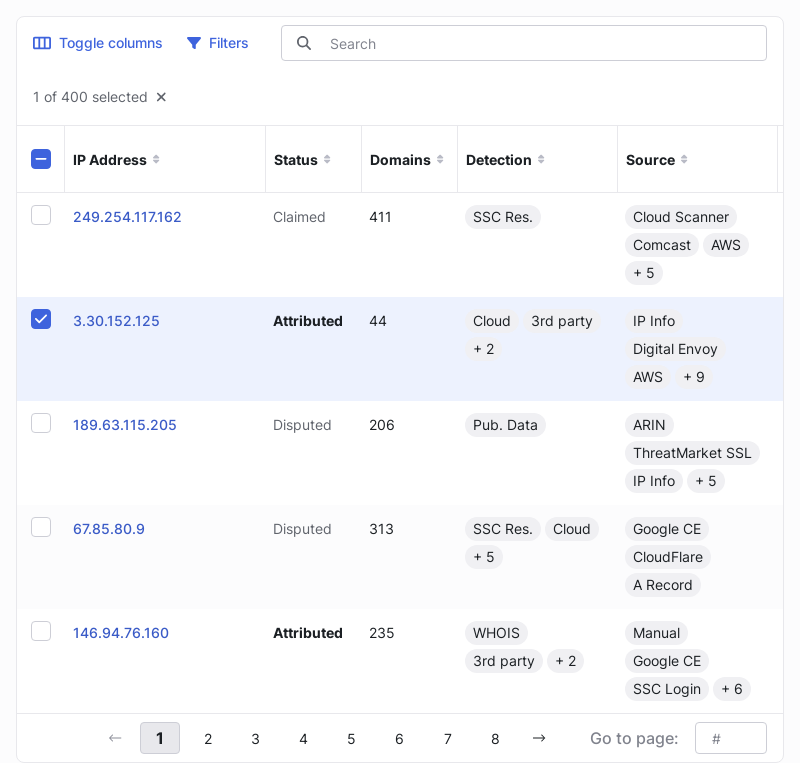 Toggle columns Filters Search
1 of 400 selected ×
IP Address Status Domains Detection Source
249.254.117.162 Claimed 411 SSC Res. Cloud Scanner
Comcast AWS
+ 5
3.30.152.125 Attributed 44 Cloud 3rd party IP Info
+ 2 Digital Envoy
AWS + 9
189.63.115.205 Disputed 206 Pub. Data ARIN
ThreatMarket SSL
IP Info + 5
67.85.80.9 Disputed 313 SSC Res. Cloud Google CE
+ 5 CloudFlare
A Record
146.94.76.160 Attributed 235 WHOIS Manual
3rd party + 2 Google CE
SSC Login + 6
← 1 2 3 4 5 6 7 8 → Go to page: #